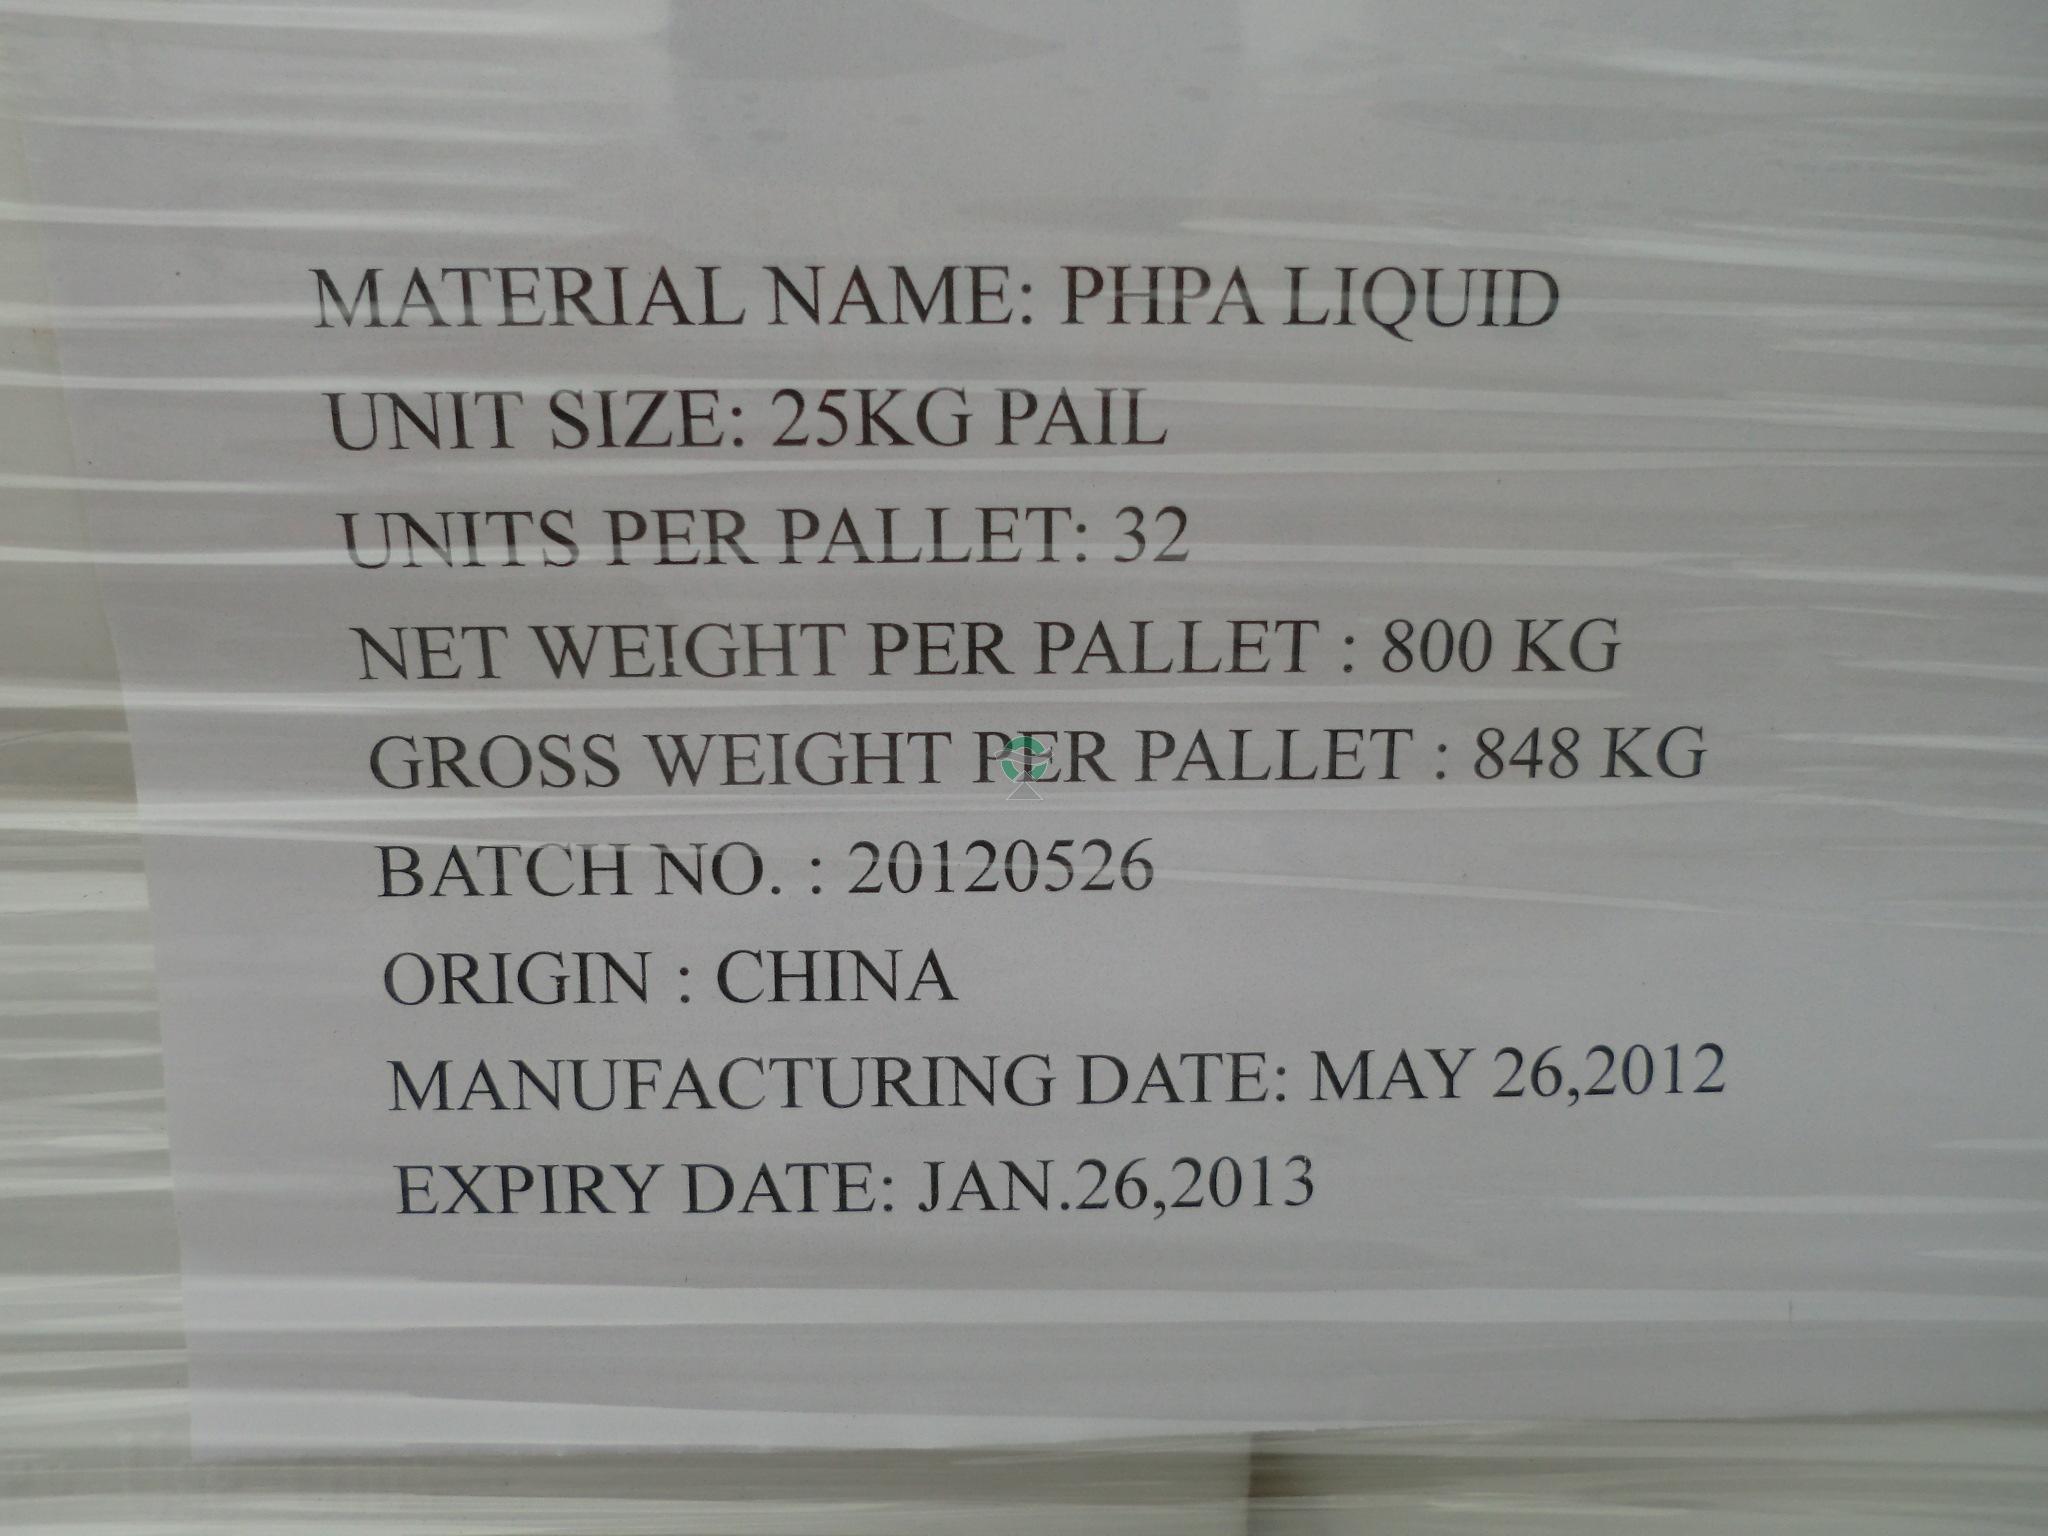 MATERIAL NAME: PHPA LIQUID
UNIT SIZE: 25KG PAIL
UNITS PER PALLET: 32
NET WEIGHT PER PALLET : 800 KG
GROSS WEIGHT PER PALLET : 848 KG
BATCH NO. : 20120526
ORIGIN : CHINA
MANUFACTURING DATE: MAY 26,2012
EXPIRY DATE: JAN.26,2013